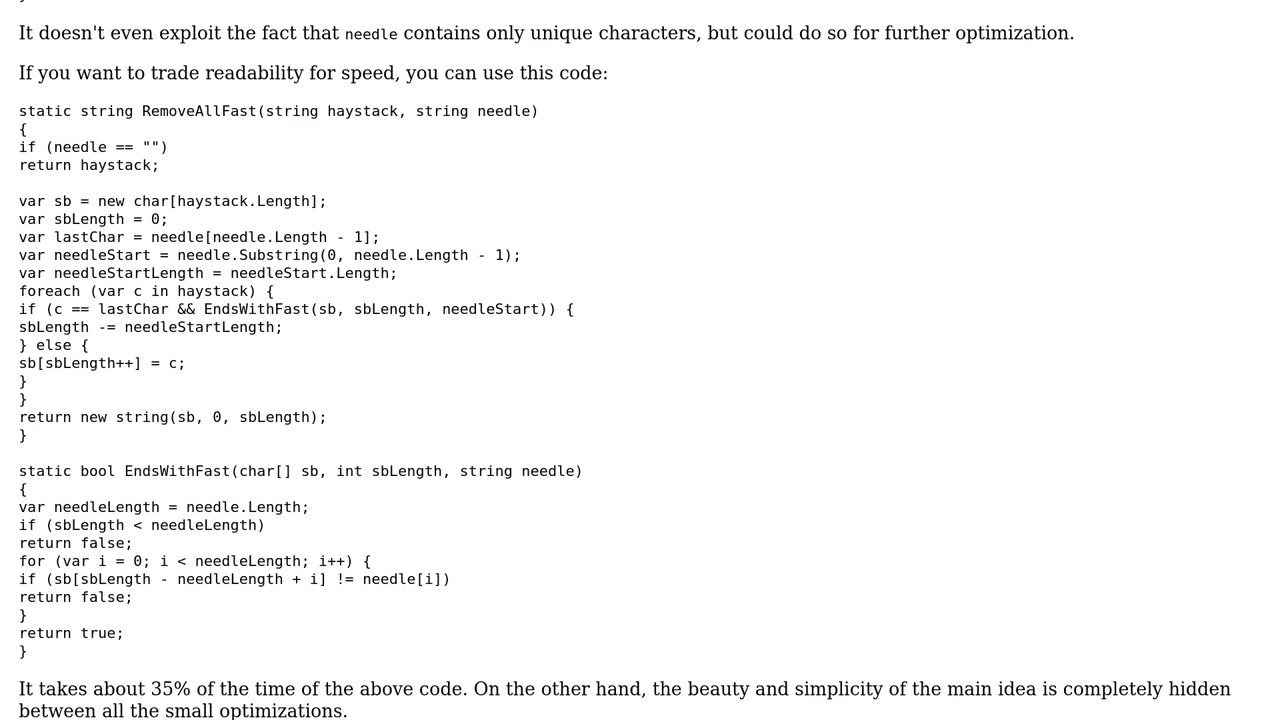 It doesn't even exploit the fact that needle contains only unique characters, but could do so for further optimization.
If you want to trade readability for speed, you can use this code:
static string RemoveAllFast(string haystack, string needle)
{
if (needle == "")
return haystack;
var sb = new char[haystack.Length];
var sbLength = 0;
var lastChar = needle[needle.Length - 1];
var needleStart = needle.Substring(0, needle.Length - 1);
var needleStartLength = needleStart.Length;
foreach (var c in haystack) {
if (c == lastChar && EndsWithFast(sb, sbLength, needleStart)) {
sbLength -= needleStartLength;
} else {
sb[sbLength++] = c;
}
}
return new string(sb, 0, sbLength);
}
static bool EndsWithFast(char[] sb, int sbLength, string needle)
{
var needleLength = needle.Length;
if (sbLength < needleLength)
return false;
for (var i = 0; i < needleLength; i++) {
if (sb[sbLength - needleLength + i] != needle[i])
return false;
}
return true;
}
It takes about 35% of the time of the above code. On the other hand, the beauty and simplicity of the main idea is completely hidden
between all the small optimizations.